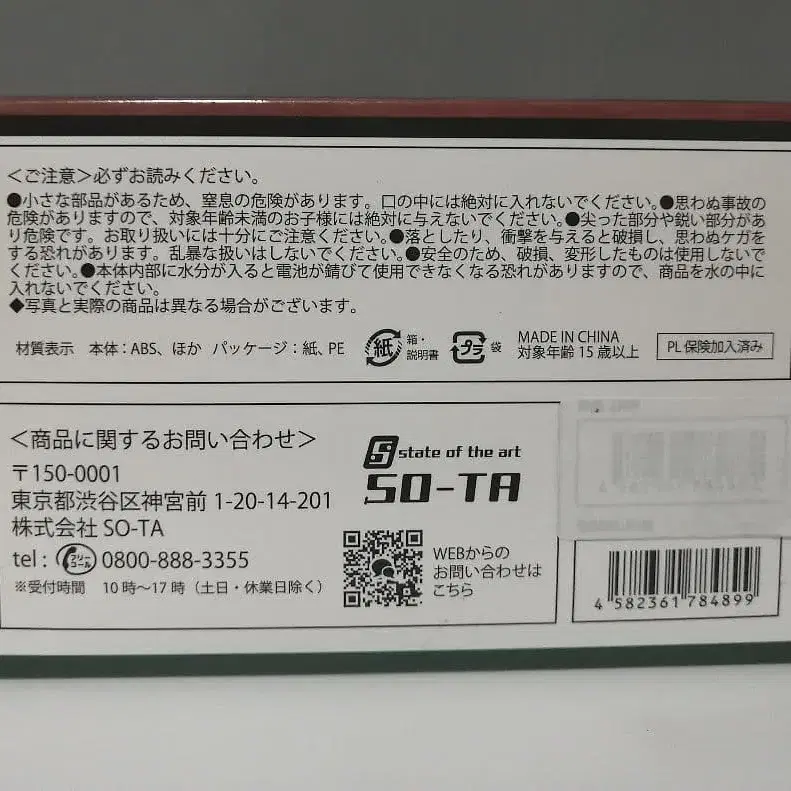 ＜ご注意＞必ずお読みください。
●小さな部品があるため、窒息の危険があります。口の中には絶対に入れないでください。●思わぬ事故の
危険がありますので、対象年齢未満のお子様には絶対に与えないでください。●尖った部分や鋭い部分があ
り危険です。お取り扱いには十分にご注意ください。●落としたり、衝撃を与えると破損し、思わぬケガを
する恐れがあります。乱暴な扱いはしないでください。●安全のため、破損、変形したものは使用しないで
ください。●本体内部に水分が入ると電池が錆びて使用できなくなる恐れがありますので、商品を水の中に
入れないでください。
◆写真と実際の商品は異なる場合がございます。
材質表示 本体：ABS、ほか パッケージ：紙、PE
紙
箱・
説明書
プラ
袋
MADE IN CHINA
対象年齢 15 歳以上
PL 保険加入済み
＜商品に関するお問い合わせ＞
〒150-0001
東京都渋谷区神宮前 1-20-14-201
株式会社 SO-TA
tel : フリーコール 0800-888-3355
※受付時間 10 時～17 時（土日・休業日除く）
state of the art
SO-TA
WEBからの
お問い合わせは
こちら
4 582361 784899